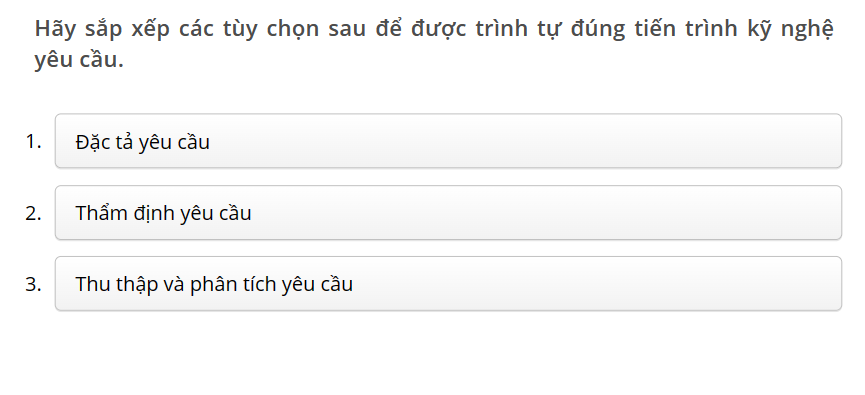 Hãy sắp xếp các tùy chọn sau để được trình tự đúng tiến trình kỹ nghệ
yêu cầu.
1. Đặc tả yêu cầu
2. Thẩm định yêu cầu
3. Thu thập và phân tích yêu cầu